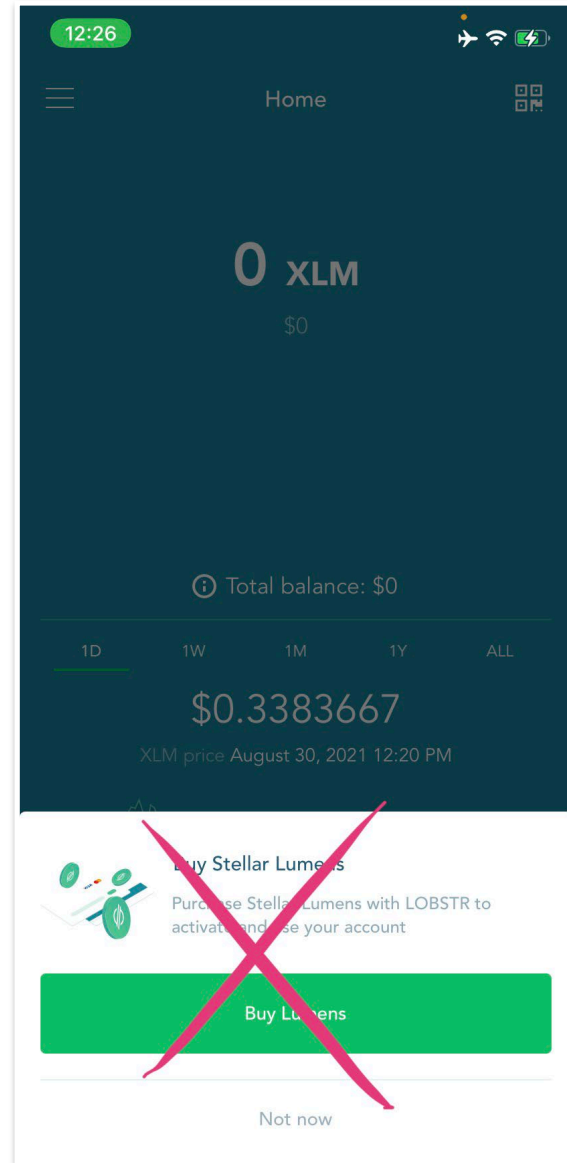 12:26
Home
0 XLM
$0
Total balance: $0
1D 1W 1M 1Y ALL
$0.3383667
XLM price August 30, 2021 12:20 PM
Buy Stellar Lumens
Purchase Stellar Lumens with LOBSTR to
activate and use your account
Buy Lumens
Not now